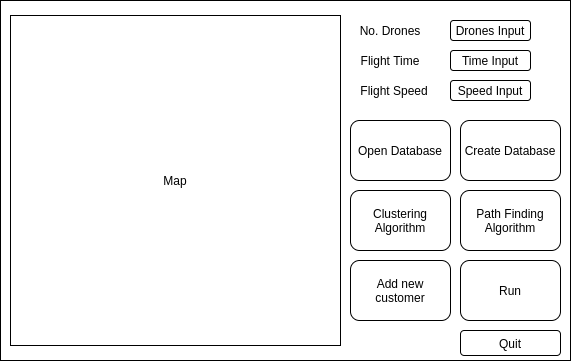 No. Drones
Drones Input
Flight Time
Time Input
Flight Speed
Speed Input
Map
Open Database
Create Database
Clustering
Algorithm
Path Finding
Algorithm
Add new
customer
Run
Quit